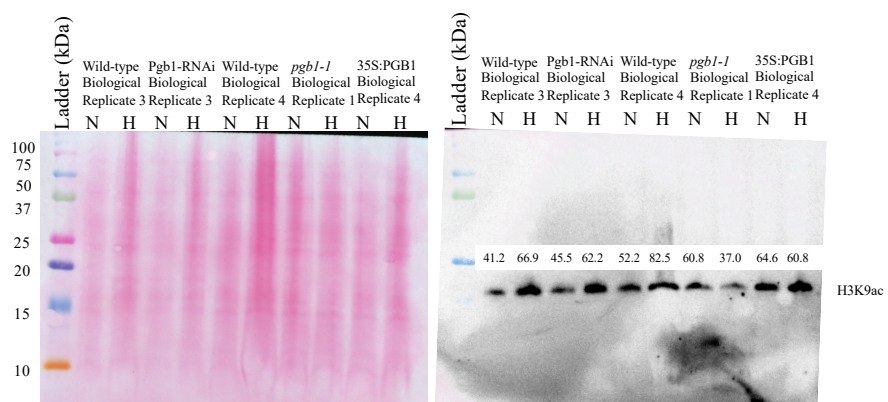 Ladder (kDa)
Wild-type Pgb1-RNAi Wild-type pgb1-1 35S:PGB1
Biological Biological Biological Biological Biological
Replicate 3 Replicate 3 Replicate 4 Replicate 1 Replicate 4
N H N H N H N H N H
100
75
50
37
25
20
15
10
Ladder (kDa)
Wild-type Pgb1-RNAi Wild-type pgb1-1 35S:PGB1
Biological Biological Biological Biological Biological
Replicate 3 Replicate 3 Replicate 4 Replicate 1 Replicate 4
N H N H N H N H N H
41.2 66.9 45.5 62.2 52.2 82.5 60.8 37.0 64.6 60.8
H3K9ac